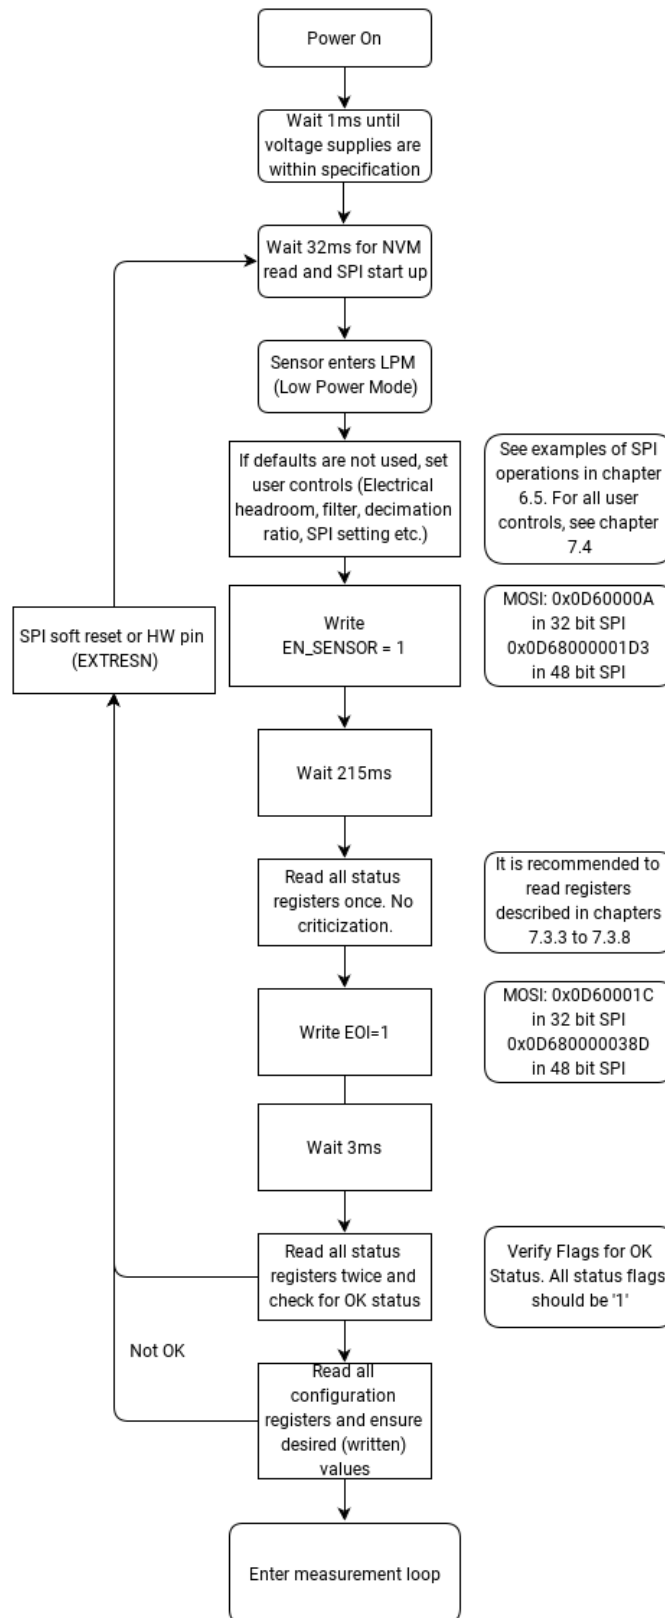 Power On
Wait 1ms until
voltage supplies are
within specification
Wait 32ms for NVM
read and SPI start up
Sensor enters LPM
(Low Power Mode)
If defaults are not used, set
user controls (Electrical
headroom, filter, decimation
ratio, SPI setting etc.)
See examples of SPI
operations in chapter
6.5. For all user
controls, see chapter
7.4
SPI soft reset or HW pin
(EXTRESN)
Write
EN_SENSOR = 1
MOSI: 0x0D60000A
in 32 bit SPI
0x0D68000001D3
in 48 bit SPI
Wait 215ms
Read all status
registers once. No
criticization.
It is recommended to
read registers
described in chapters
7.3.3 to 7.3.8
Write EOI=1
MOSI: 0x0D60001C
in 32 bit SPI
0x0D680000038D
in 48 bit SPI
Wait 3ms
Read all status
registers twice and
check for OK status
Verify Flags for OK
Status. All status flags
should be '1'
Not OK
Read all
configuration
registers and ensure
desired (written)
values
Enter measurement loop